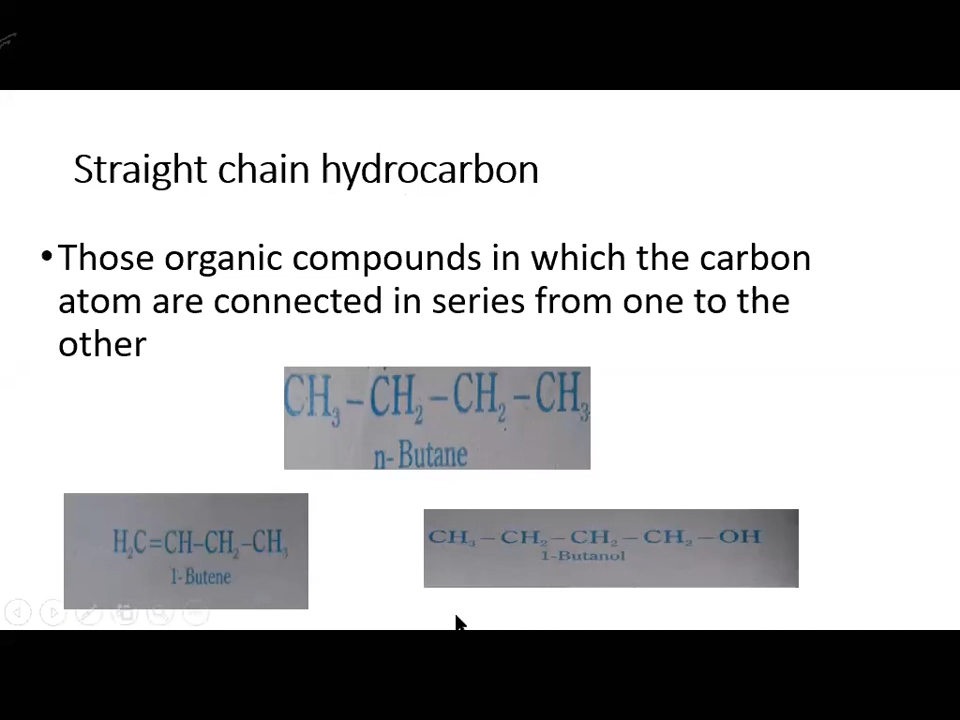 Straight chain hydrocarbon
•Those organic compounds in which the carbon
atom are connected in series from one to the
other
CH₃–CH₂–CH₂–CH₃
n-Butane
H₂C=CH–CH₂–CH₃
1-Butene
CH₃–CH₂–CH₂–CH₂–OH
1-Butanol